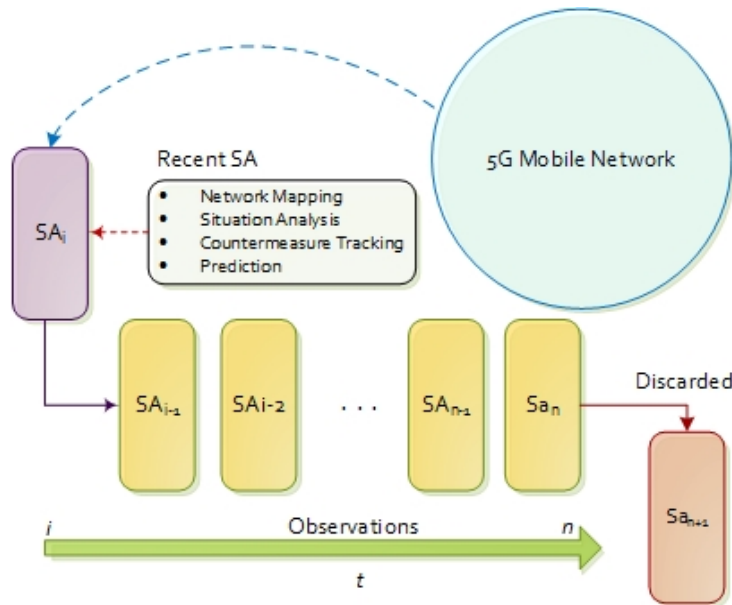 5G Mobile Network
Recent SA
• Network Mapping
• Situation Analysis
• Countermeasure Tracking
• Prediction
SAᵢ
SAᵢ₋₁
SAi-2
. . .
SAₙ₋₁
Saₙ
Discarded
Saₙ₊₁
i
Observations
n
t